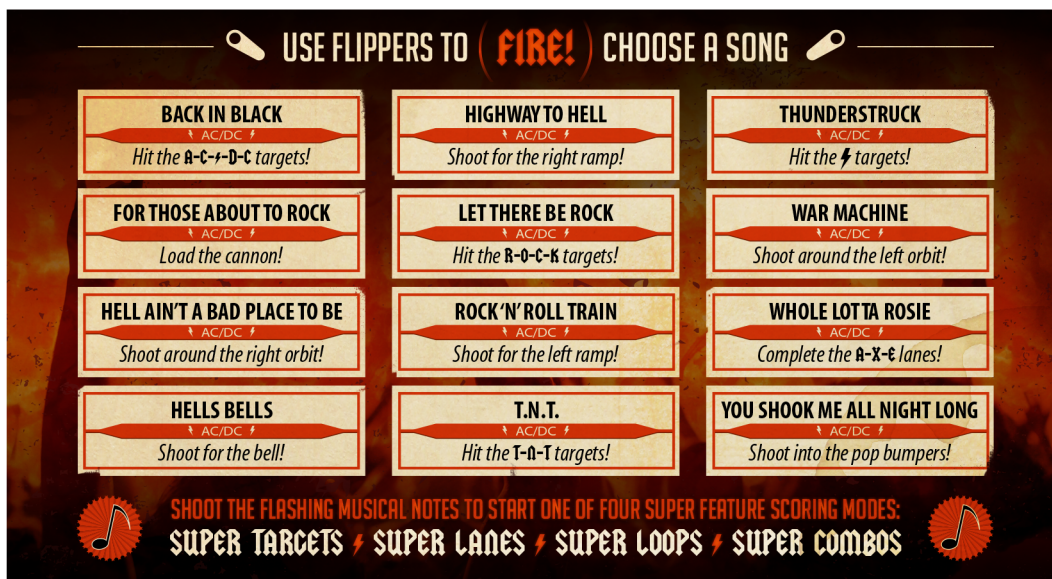 USE FLIPPERS TO (FIRE!) CHOOSE A SONG
BACK IN BLACK
AC/DC
Hit the A-C-⚡-D-C targets!
HIGHWAY TO HELL
AC/DC
Shoot for the right ramp!
THUNDERSTRUCK
AC/DC
Hit the ⚡ targets!
FOR THOSE ABOUT TO ROCK
AC/DC
Load the cannon!
LET THERE BE ROCK
AC/DC
Hit the R-O-C-K targets!
WAR MACHINE
AC/DC
Shoot around the left orbit!
HELL AIN'T A BAD PLACE TO BE
AC/DC
Shoot around the right orbit!
ROCK 'N' ROLL TRAIN
AC/DC
Shoot for the left ramp!
WHOLE LOTTA ROSIE
AC/DC
Complete the A-X-E lanes!
HELLS BELLS
AC/DC
Shoot for the bell!
T.N.T.
AC/DC
Hit the T-N-T targets!
YOU SHOOK ME ALL NIGHT LONG
AC/DC
Shoot into the pop bumpers!
SHOOT THE FLASHING MUSICAL NOTES TO START ONE OF FOUR SUPER FEATURE SCORING MODES:
SUPER TARGETS ⚡ SUPER LANES ⚡ SUPER LOOPS ⚡ SUPER COMBOS